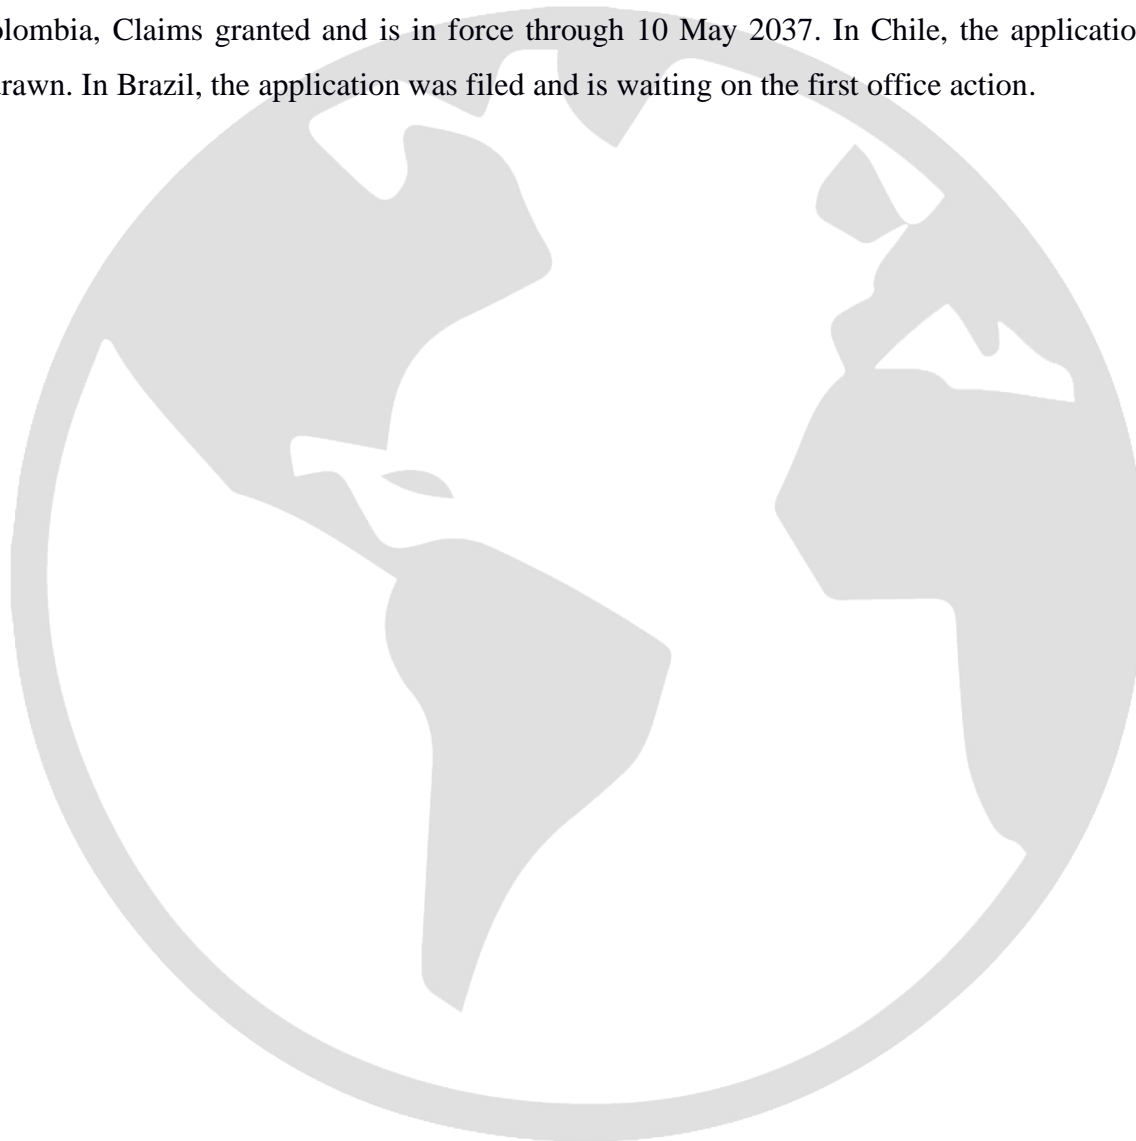 olombia, Claims granted and is in force through 10 May 2037. In Chile, the applicatio
drawn. In Brazil, the application was filed and is waiting on the first office action.